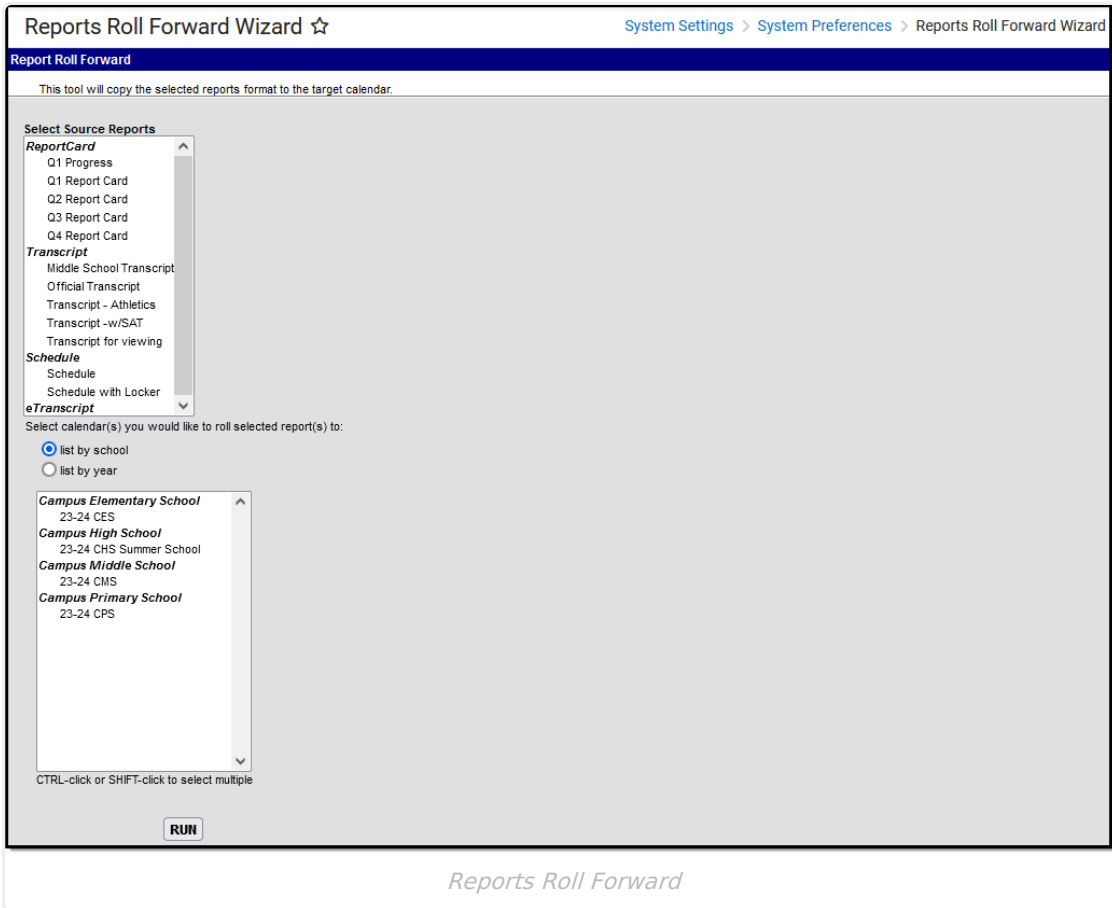 Reports Roll Forward Wizard ☆
System Settings > System Preferences > Reports Roll Forward Wizard
Report Roll Forward
This tool will copy the selected reports format to the target calendar.
Select Source Reports
ReportCard
Q1 Progress
Q1 Report Card
Q2 Report Card
Q3 Report Card
Q4 Report Card
Transcript
Middle School Transcript
Official Transcript
Transcript - Athletics
Transcript -w/SAT
Transcript for viewing
Schedule
Schedule
Schedule with Locker
eTranscript
Select calendar(s) you would like to roll selected report(s) to:
list by school
list by year
Campus Elementary School
23-24 CES
Campus High School
23-24 CHS Summer School
Campus Middle School
23-24 CMS
Campus Primary School
23-24 CPS
CTRL-click or SHIFT-click to select multiple
RUN
Reports Roll Forward